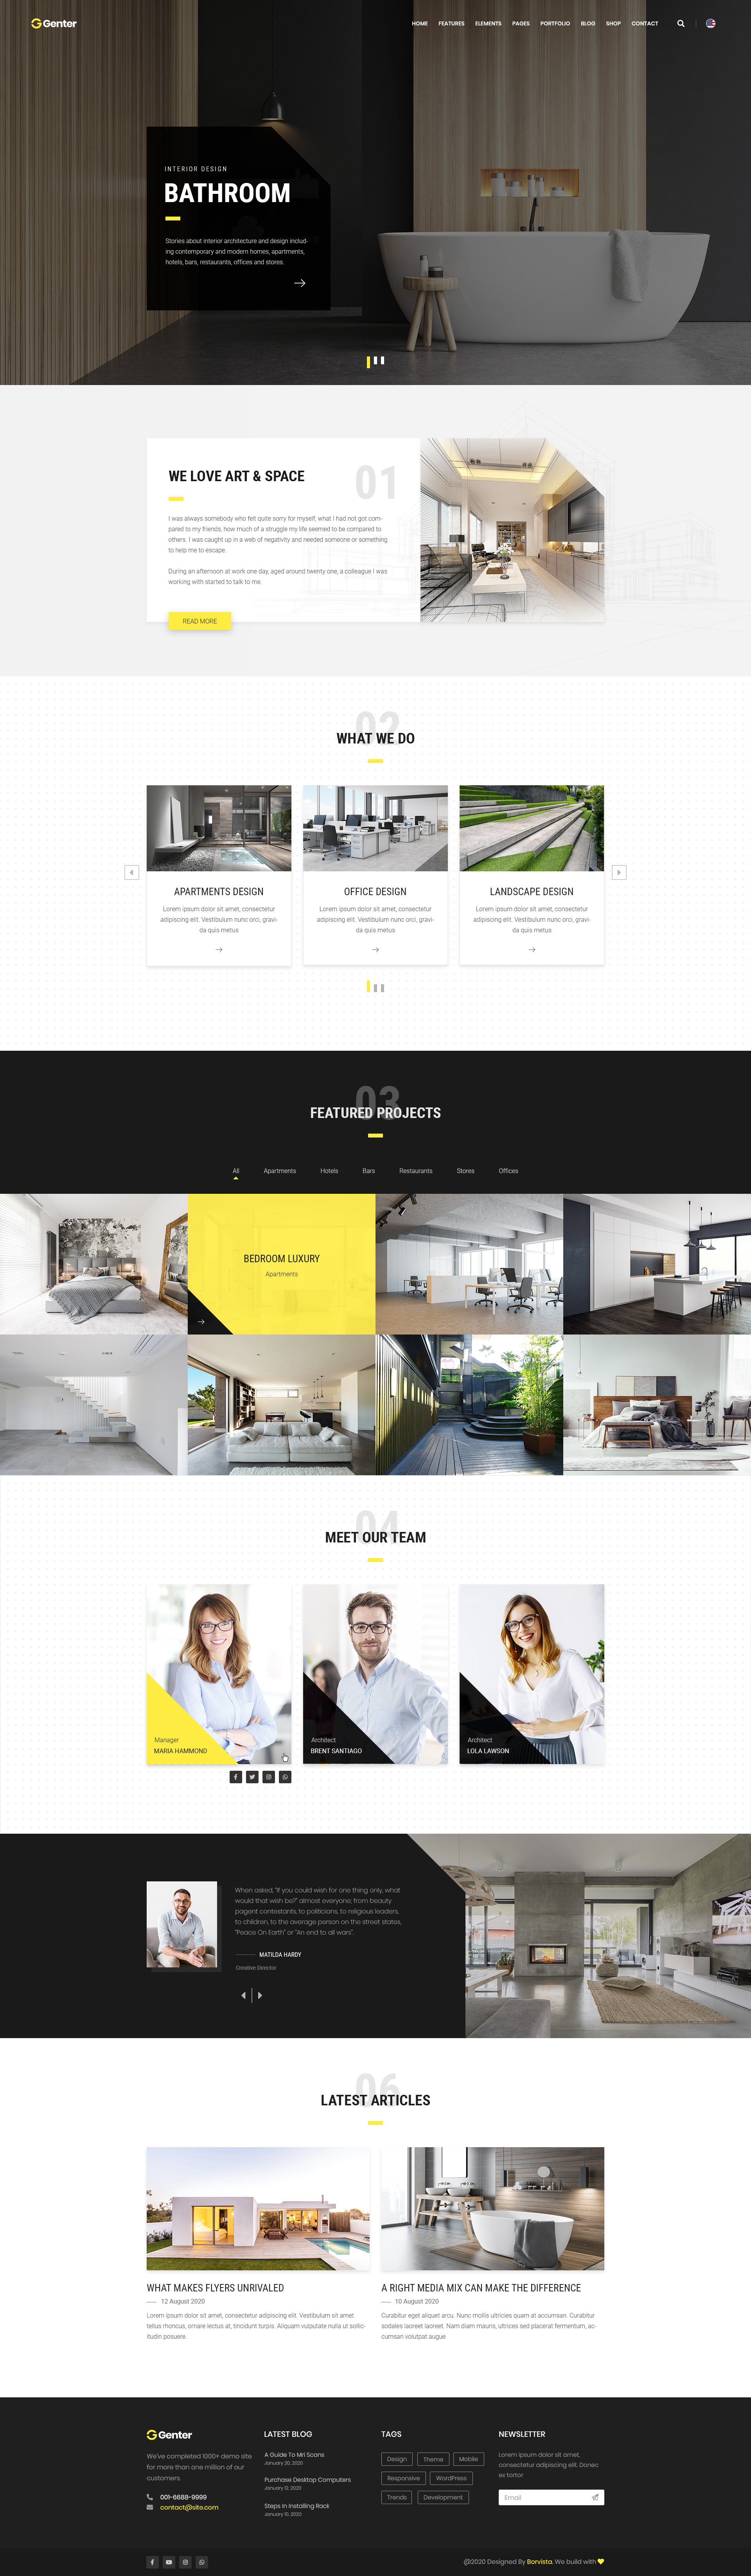 Genter
HOME FEATURES ELEMENTS PAGES PORTFOLIO BLOG SHOP CONTACT
INTERIOR DESIGN
BATHROOM
Stories about interior architecture and design includ-
ing contemporary and modern homes, apartments,
hotels, bars, restaurants, offices and stores.
01
WE LOVE ART & SPACE
I was always somebody who felt quite sorry for myself, what I had not got com-
pared to my friends, how much of a struggle my life seemed to be compared to
others. I was caught up in a web of negativity and needed someone or something
to help me to escape.
During an afternoon at work one day, aged around twenty one, a colleague I was
working with started to talk to me.
READ MORE
02
WHAT WE DO
APARTMENTS DESIGN
Lorem ipsum dolor sit amet, consectetur
adipiscing elit. Vestibulum nunc orci, gravi-
da quis metus
OFFICE DESIGN
Lorem ipsum dolor sit amet, consectetur
adipiscing elit. Vestibulum nunc orci, gravi-
da quis metus
LANDSCAPE DESIGN
Lorem ipsum dolor sit amet, consectetur
adipiscing elit. Vestibulum nunc orci, gravi-
da quis metus
03
FEATURED PROJECTS
All Apartments Hotels Bars Restaurants Stores Offices
BEDROOM LUXURY
Apartments
04
MEET OUR TEAM
Manager
MARIA HAMMOND
Architect
BRENT SANTIAGO
Architect
LOLA LAWSON
When asked, "If you could wish for one thing only, what
would that wish be?" almost everyone; from beauty
pagent contestants, to politicians, to religious leaders,
to children, to the average person on the street states,
"Peace On Earth" or "An end to all wars".
MATILDA HARDY
Creative Director
06
LATEST ARTICLES
WHAT MAKES FLYERS UNRIVALED
12 August 2020
Lorem ipsum dolor sit amet, consectetur adipiscing elit. Vestibulum sit amet
tellus rhoncus, ornare lectus at, tincidunt turpis. Aliquam vulputate nulla ut sollic-
itudin posuere.
A RIGHT MEDIA MIX CAN MAKE THE DIFFERENCE
10 August 2020
Curabitur eget aliquet arcu. Nunc mollis ultricies quam at accumsan. Curabitur
sodales laoreet laoreet. Nam diam mauris, ultrices sed placerat fermentum, ac-
cumsan volutpat augue
Genter
We've completed 1000+ demo site
for more than one million of our
customers.
001-6688-9999
contact@site.com
LATEST BLOG
A Guide To Mri Scans
January 20, 2020
Purchase Desktop Computers
January 12, 2020
Steps In Installing Rack
January 10, 2020
TAGS
Design Theme Mobile
Responsive WordPress
Trends Development
NEWSLETTER
Lorem ipsum dolor sit amet,
consectetur adipiscing elit. Donec
ex tortor
Email
@2020 Designed By Borvista. We build with